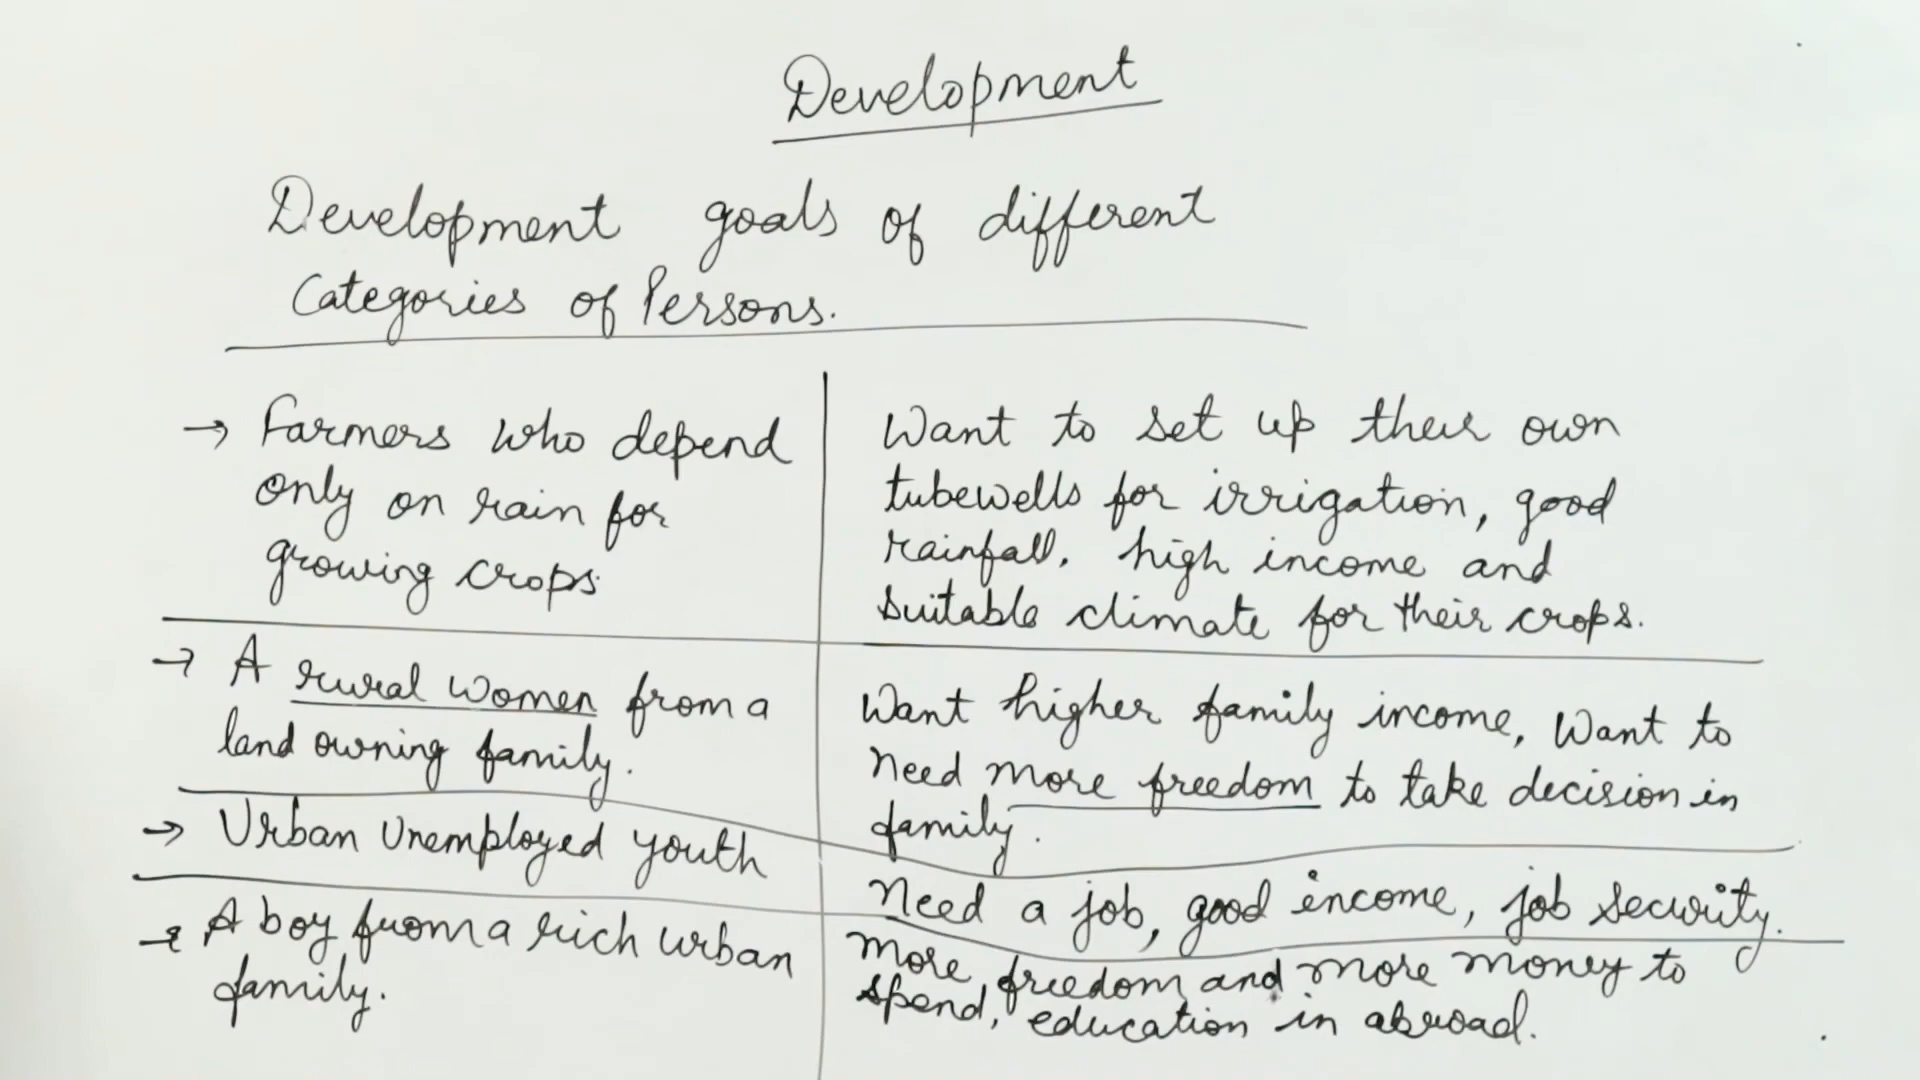 Development
Development goals of different
Categories of Persons.
→ Farmers who depend
only on rain for
growing crops.
Want to set up their own
tubewells for irrigation, good
rainfall. high income and
suitable climate for their crops.
→ A rural women from a
land owning family.
Want higher family income, Want to
need more freedom to take decision in
family.
→ Urban Unemployed youth
Need a job, good income, job security.
→ A boy from a rich urban
family.
More freedom and more money to
spend, education in abroad.